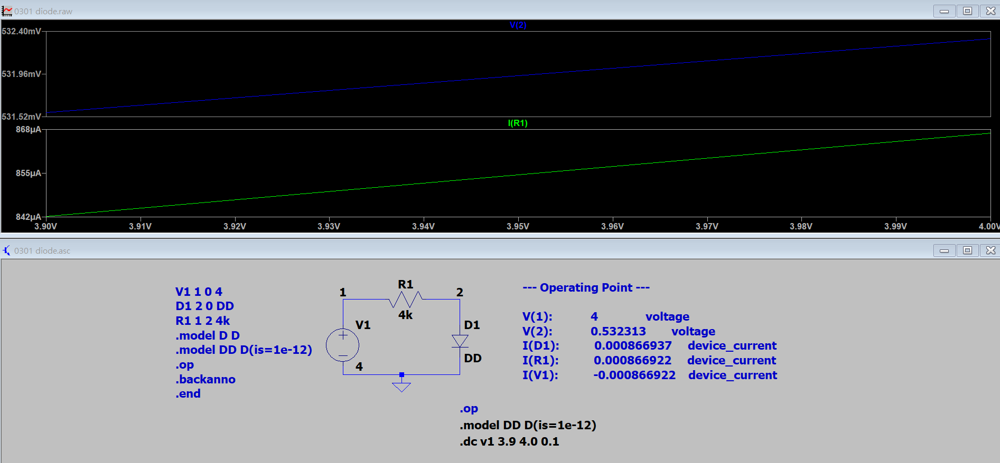 0301 diode.raw
V(2)
532.40mV
531.96mV
531.52mV
I(R1)
868µA
855µA
842µA
3.90V 3.91V 3.92V 3.93V 3.94V 3.95V 3.96V 3.97V 3.98V 3.99V 4.00V
0301 diode.asc
V1 1 0 4
D1 2 0 DD
R1 1 2 4k
.model D D
.model DD D(is=1e-12)
.op
.backanno
.end
R1
1
2
4k
V1
D1
4
DD
--- Operating Point ---
V(1): 4 voltage
V(2): 0.532313 voltage
I(D1): 0.000866937 device_current
I(R1): 0.000866922 device_current
I(V1): -0.000866922 device_current
.op
.model DD D(is=1e-12)
.dc v1 3.9 4.0 0.1